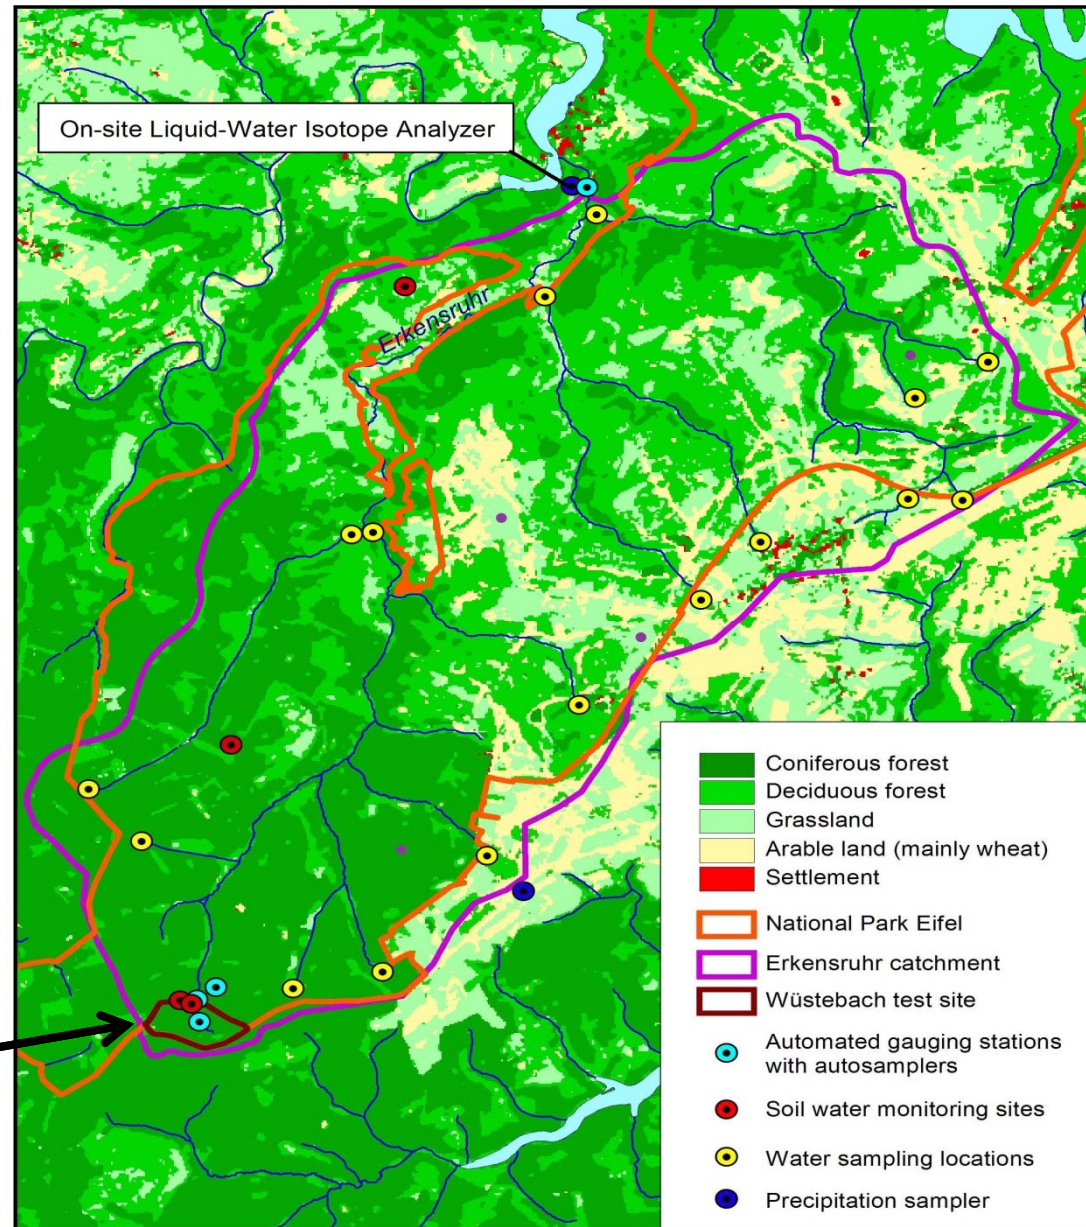 On-site Liquid-Water Isotope Analyzer
Erkensruhr
Coniferous forest
Deciduous forest
Grassland
Arable land (mainly wheat)
Settlement
National Park Eifel
Erkensruhr catchment
Wüstebach test site
Automated gauging stations
with autosamplers
Soil water monitoring sites
Water sampling locations
Precipitation sampler